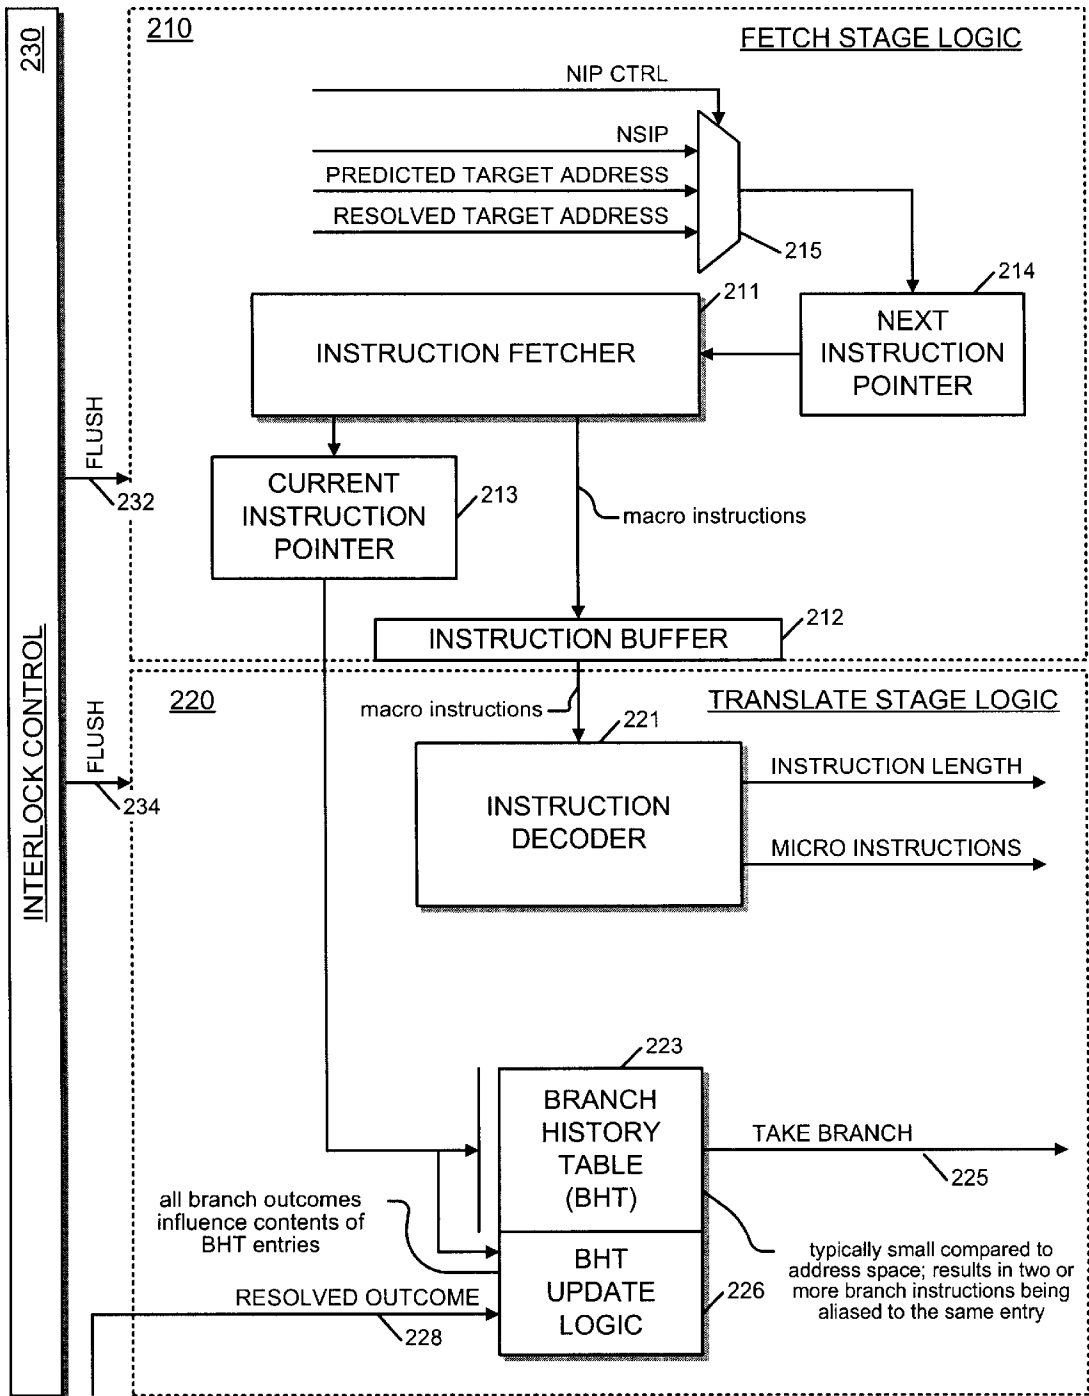 230
INTERLOCK CONTROL
210
FETCH STAGE LOGIC
NIP CTRL
NSIP
PREDICTED TARGET ADDRESS
RESOLVED TARGET ADDRESS
215
211
214
INSTRUCTION FETCHER
NEXT
INSTRUCTION
POINTER
FLUSH
232
CURRENT
INSTRUCTION
POINTER
213
macro instructions
INSTRUCTION BUFFER
212
220
TRANSLATE STAGE LOGIC
macro instructions
221
FLUSH
234
INSTRUCTION
DECODER
INSTRUCTION LENGTH
MICRO INSTRUCTIONS
223
BRANCH
HISTORY
TABLE
(BHT)
TAKE BRANCH
225
all branch outcomes
influence contents of
BHT entries
typically small compared to
address space; results in two or
more branch instructions being
aliased to the same entry
BHT
UPDATE
LOGIC
226
RESOLVED OUTCOME
228